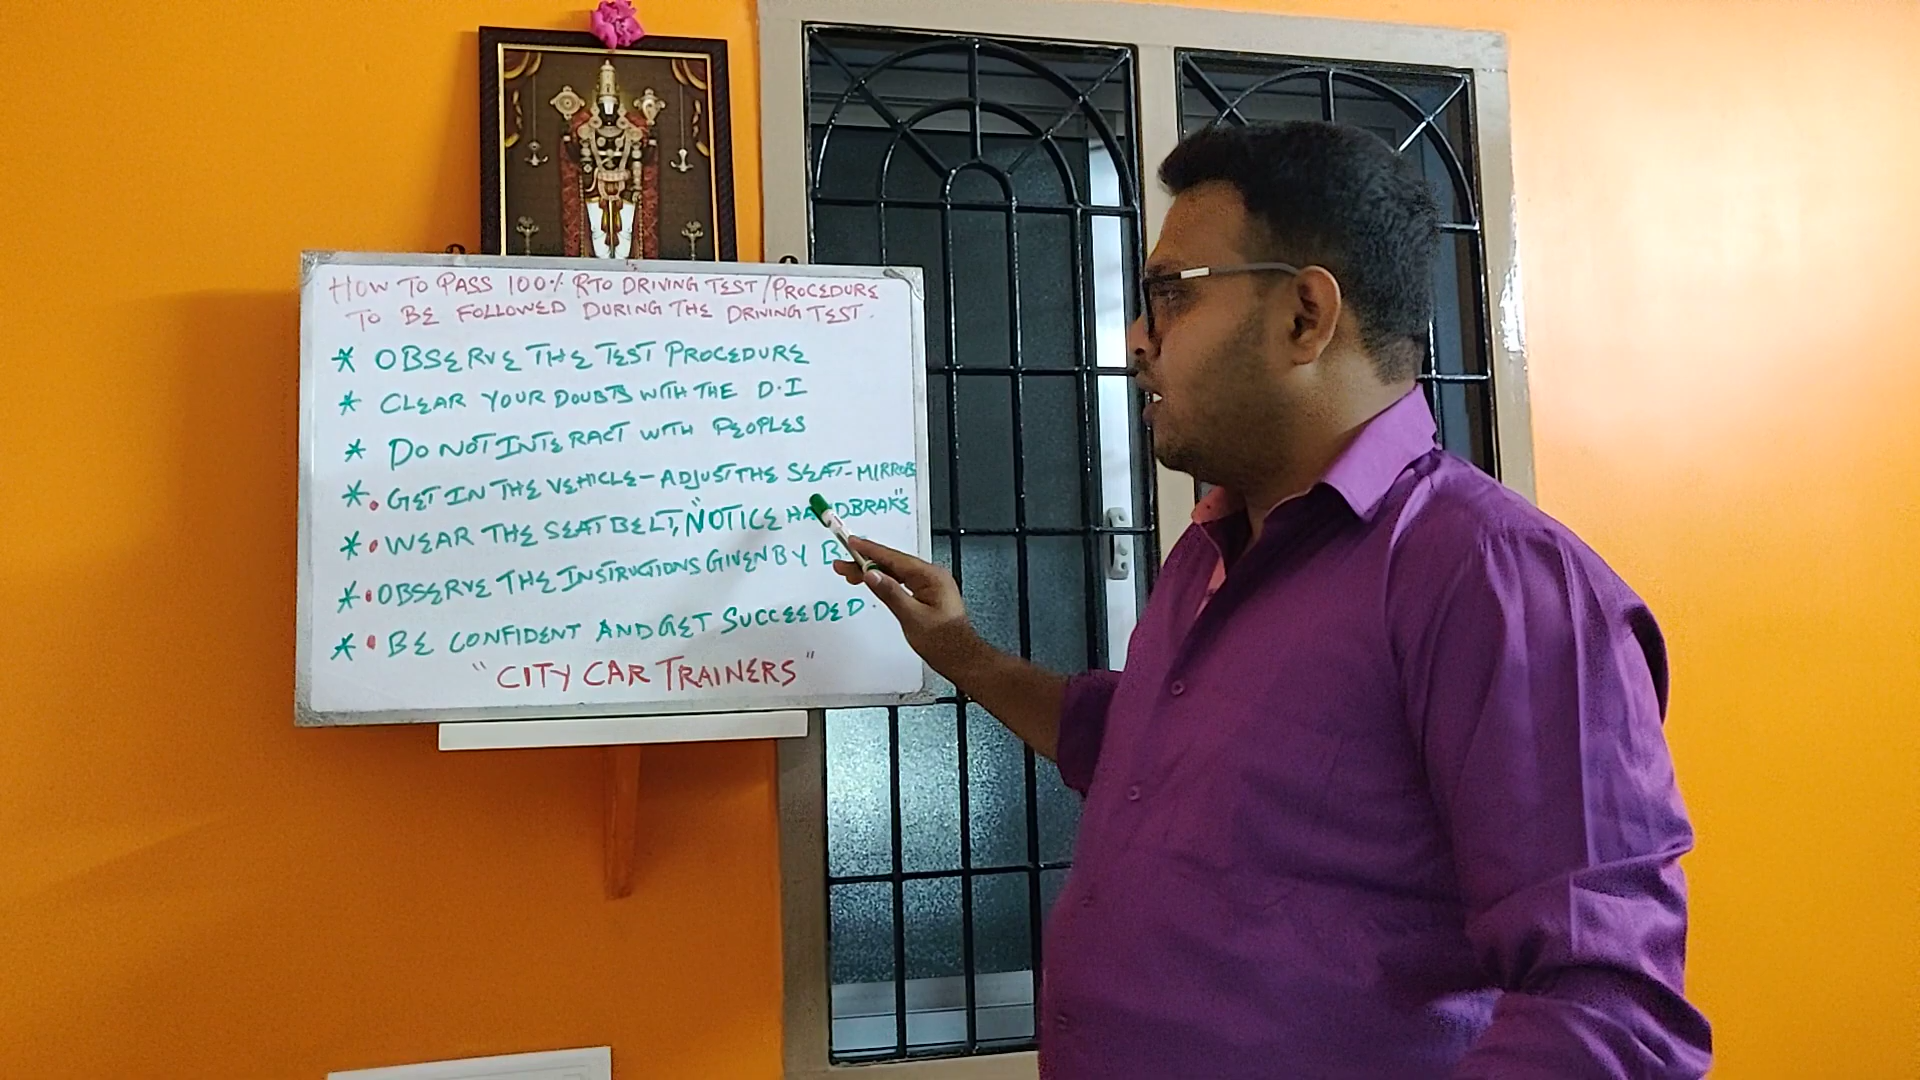 HOW TO PASS 100% RTO DRIVING TEST/PROCEDURE
TO BE FOLLOWED DURING THE DRIVING TEST.
* OBSERVE THE TEST PROCEDURE
* CLEAR YOUR DOUBTS WITH THE D.I
* DO NOT INTERACT WITH PEOPLES
* • GET IN THE VEHICLE - ADJUST THE SEAT - MIRRORS
* • WEAR THE SEAT BELT, "NOTICE HANDBRAKE"
* • OBSERVE THE INSTRUCTIONS GIVEN BY
* • BE CONFIDENT AND GET SUCCEEDED.
"CITY CAR TRAINERS"